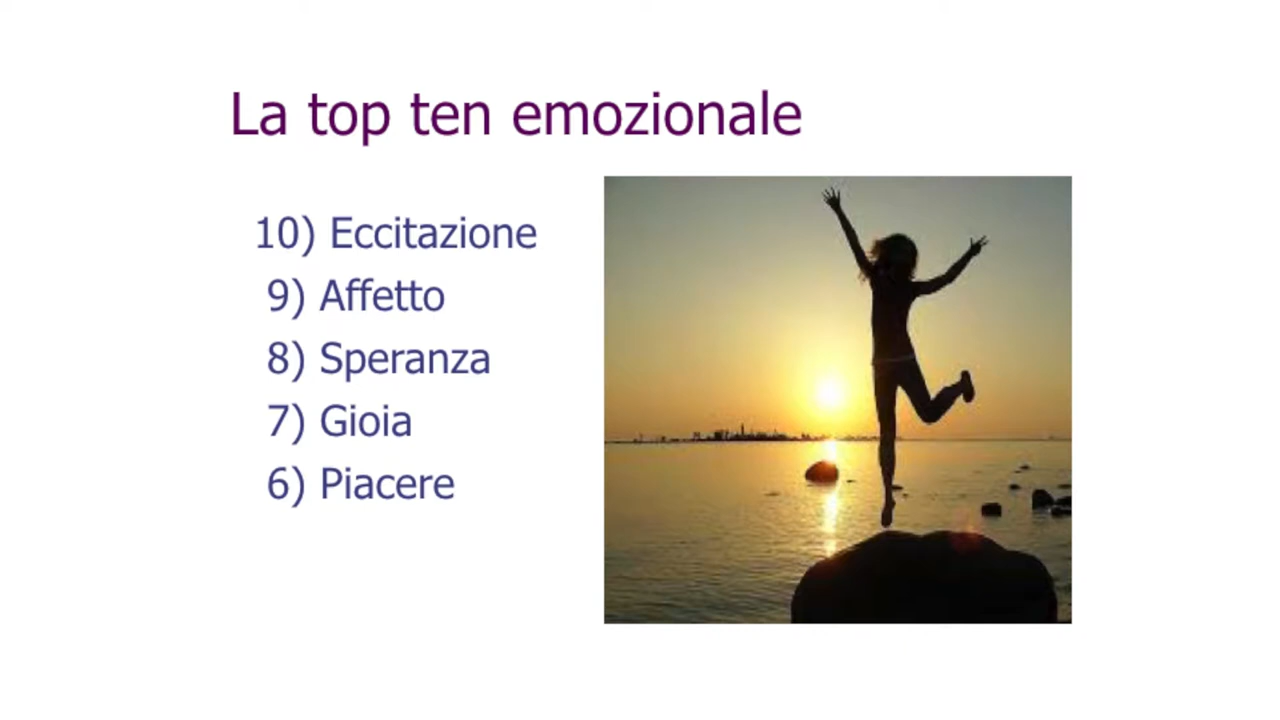 La top ten emozionale
10) Eccitazione
9) Affetto
8) Speranza
7) Gioia
6) Piacere